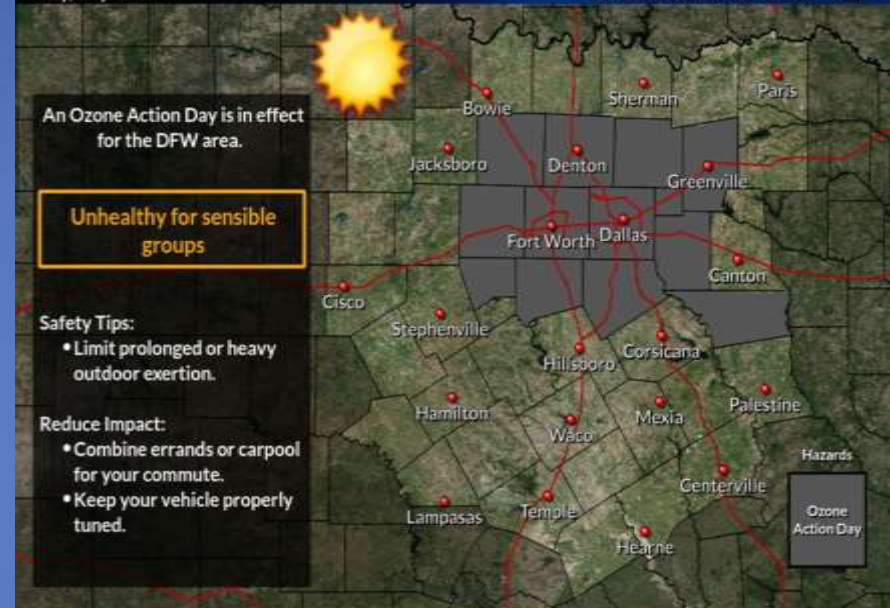 An Ozone Action Day is in effect
for the DFW area.
Unhealthy for sensible
groups
Safety Tips:
• Limit prolonged or heavy
outdoor exertion.
Reduce Impact:
• Combine errands or carpool
for your commute.
• Keep your vehicle properly
tuned.
Bowie
Sherman
Paris
Jacksboro
Denton
Greenville
Fort Worth
Dallas
Canton
Cisco
Stephenville
Hillsboro
Corsicana
Hamilton
Waco
Mexia
Palestine
Lampasas
Temple
Centerville
Hearne
Hazards
Ozone
Action Day